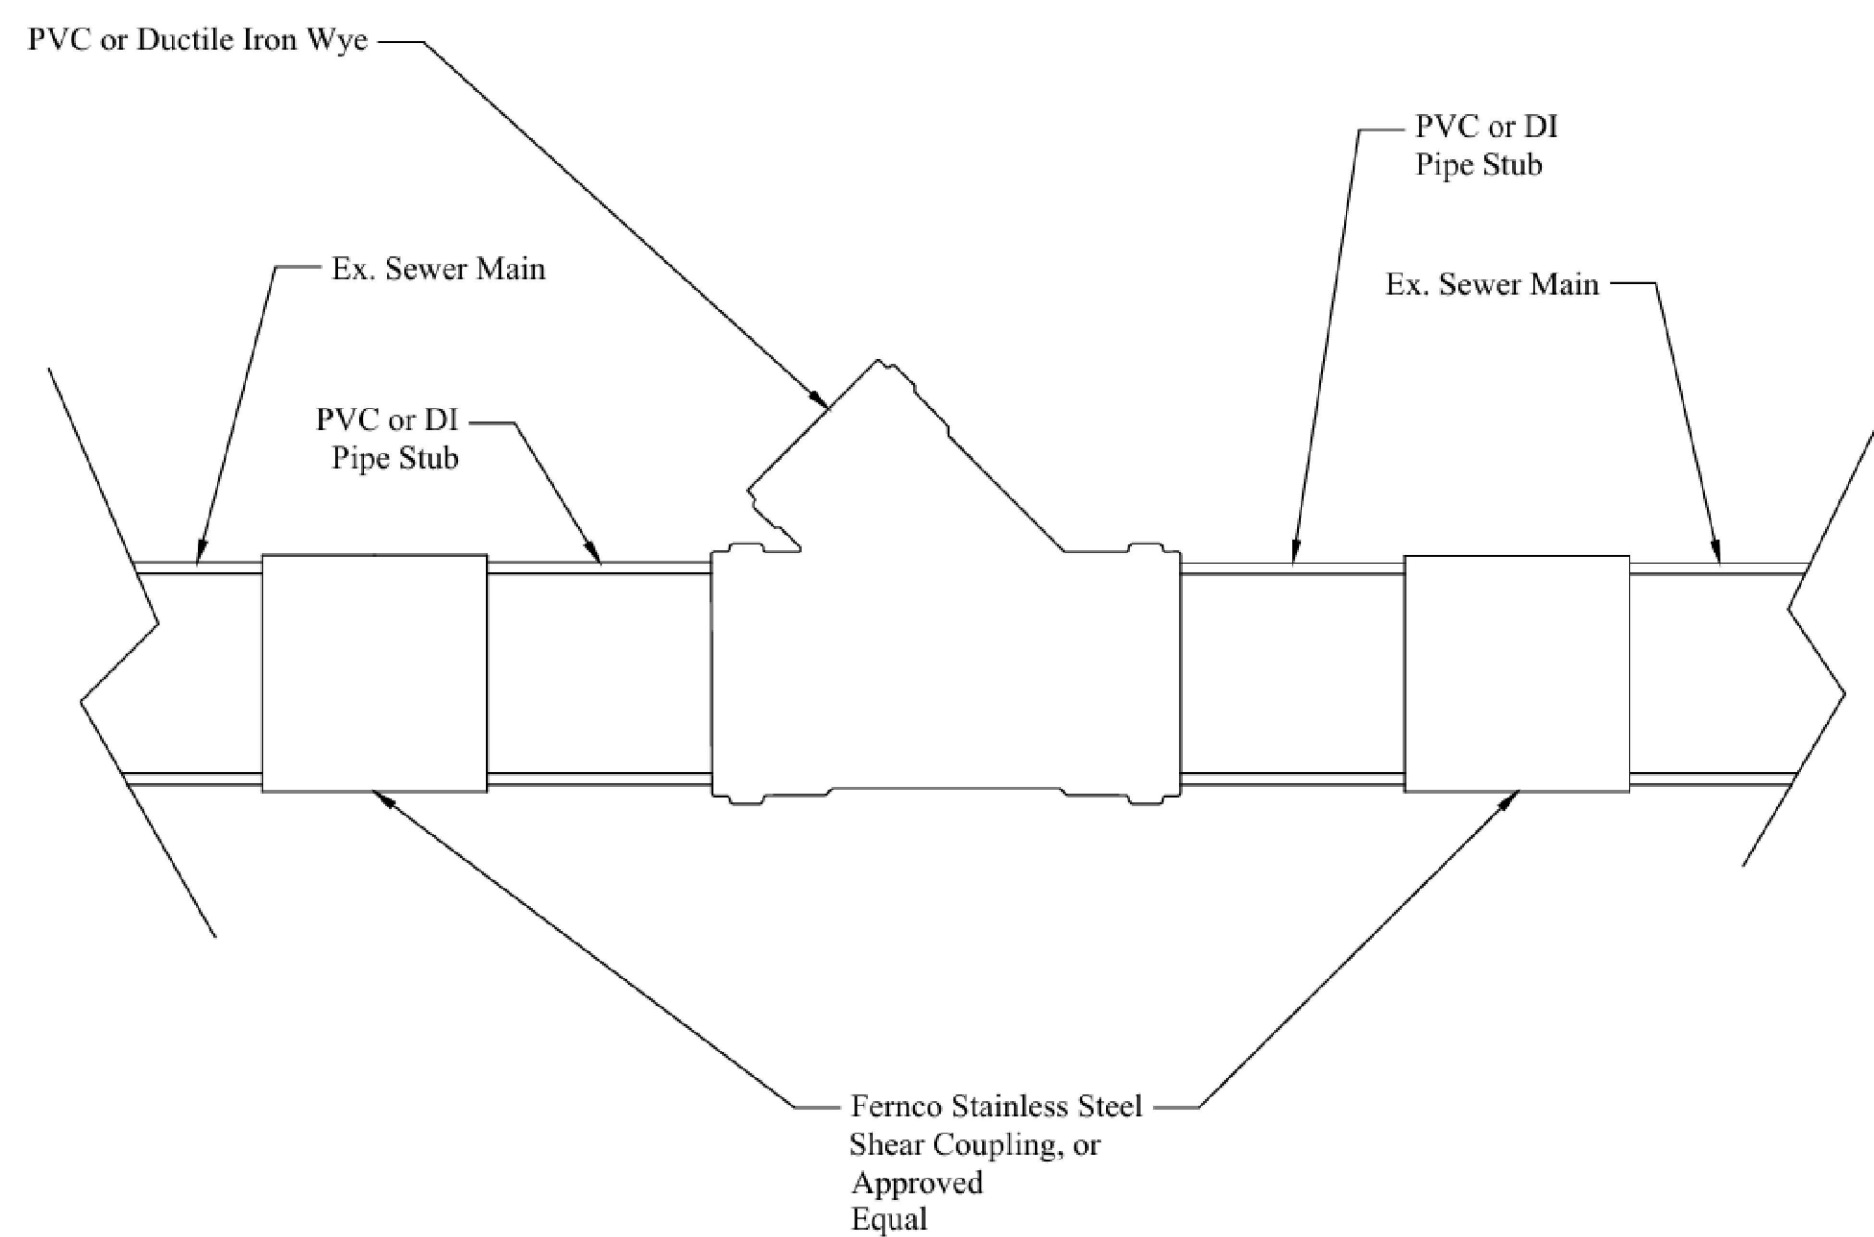 PVC or Ductile Iron Wye
PVC or DI
Pipe Stub
Ex. Sewer Main
Ex. Sewer Main
PVC or DI
Pipe Stub
Fernco Stainless Steel
Shear Coupling, or
Approved
Equal